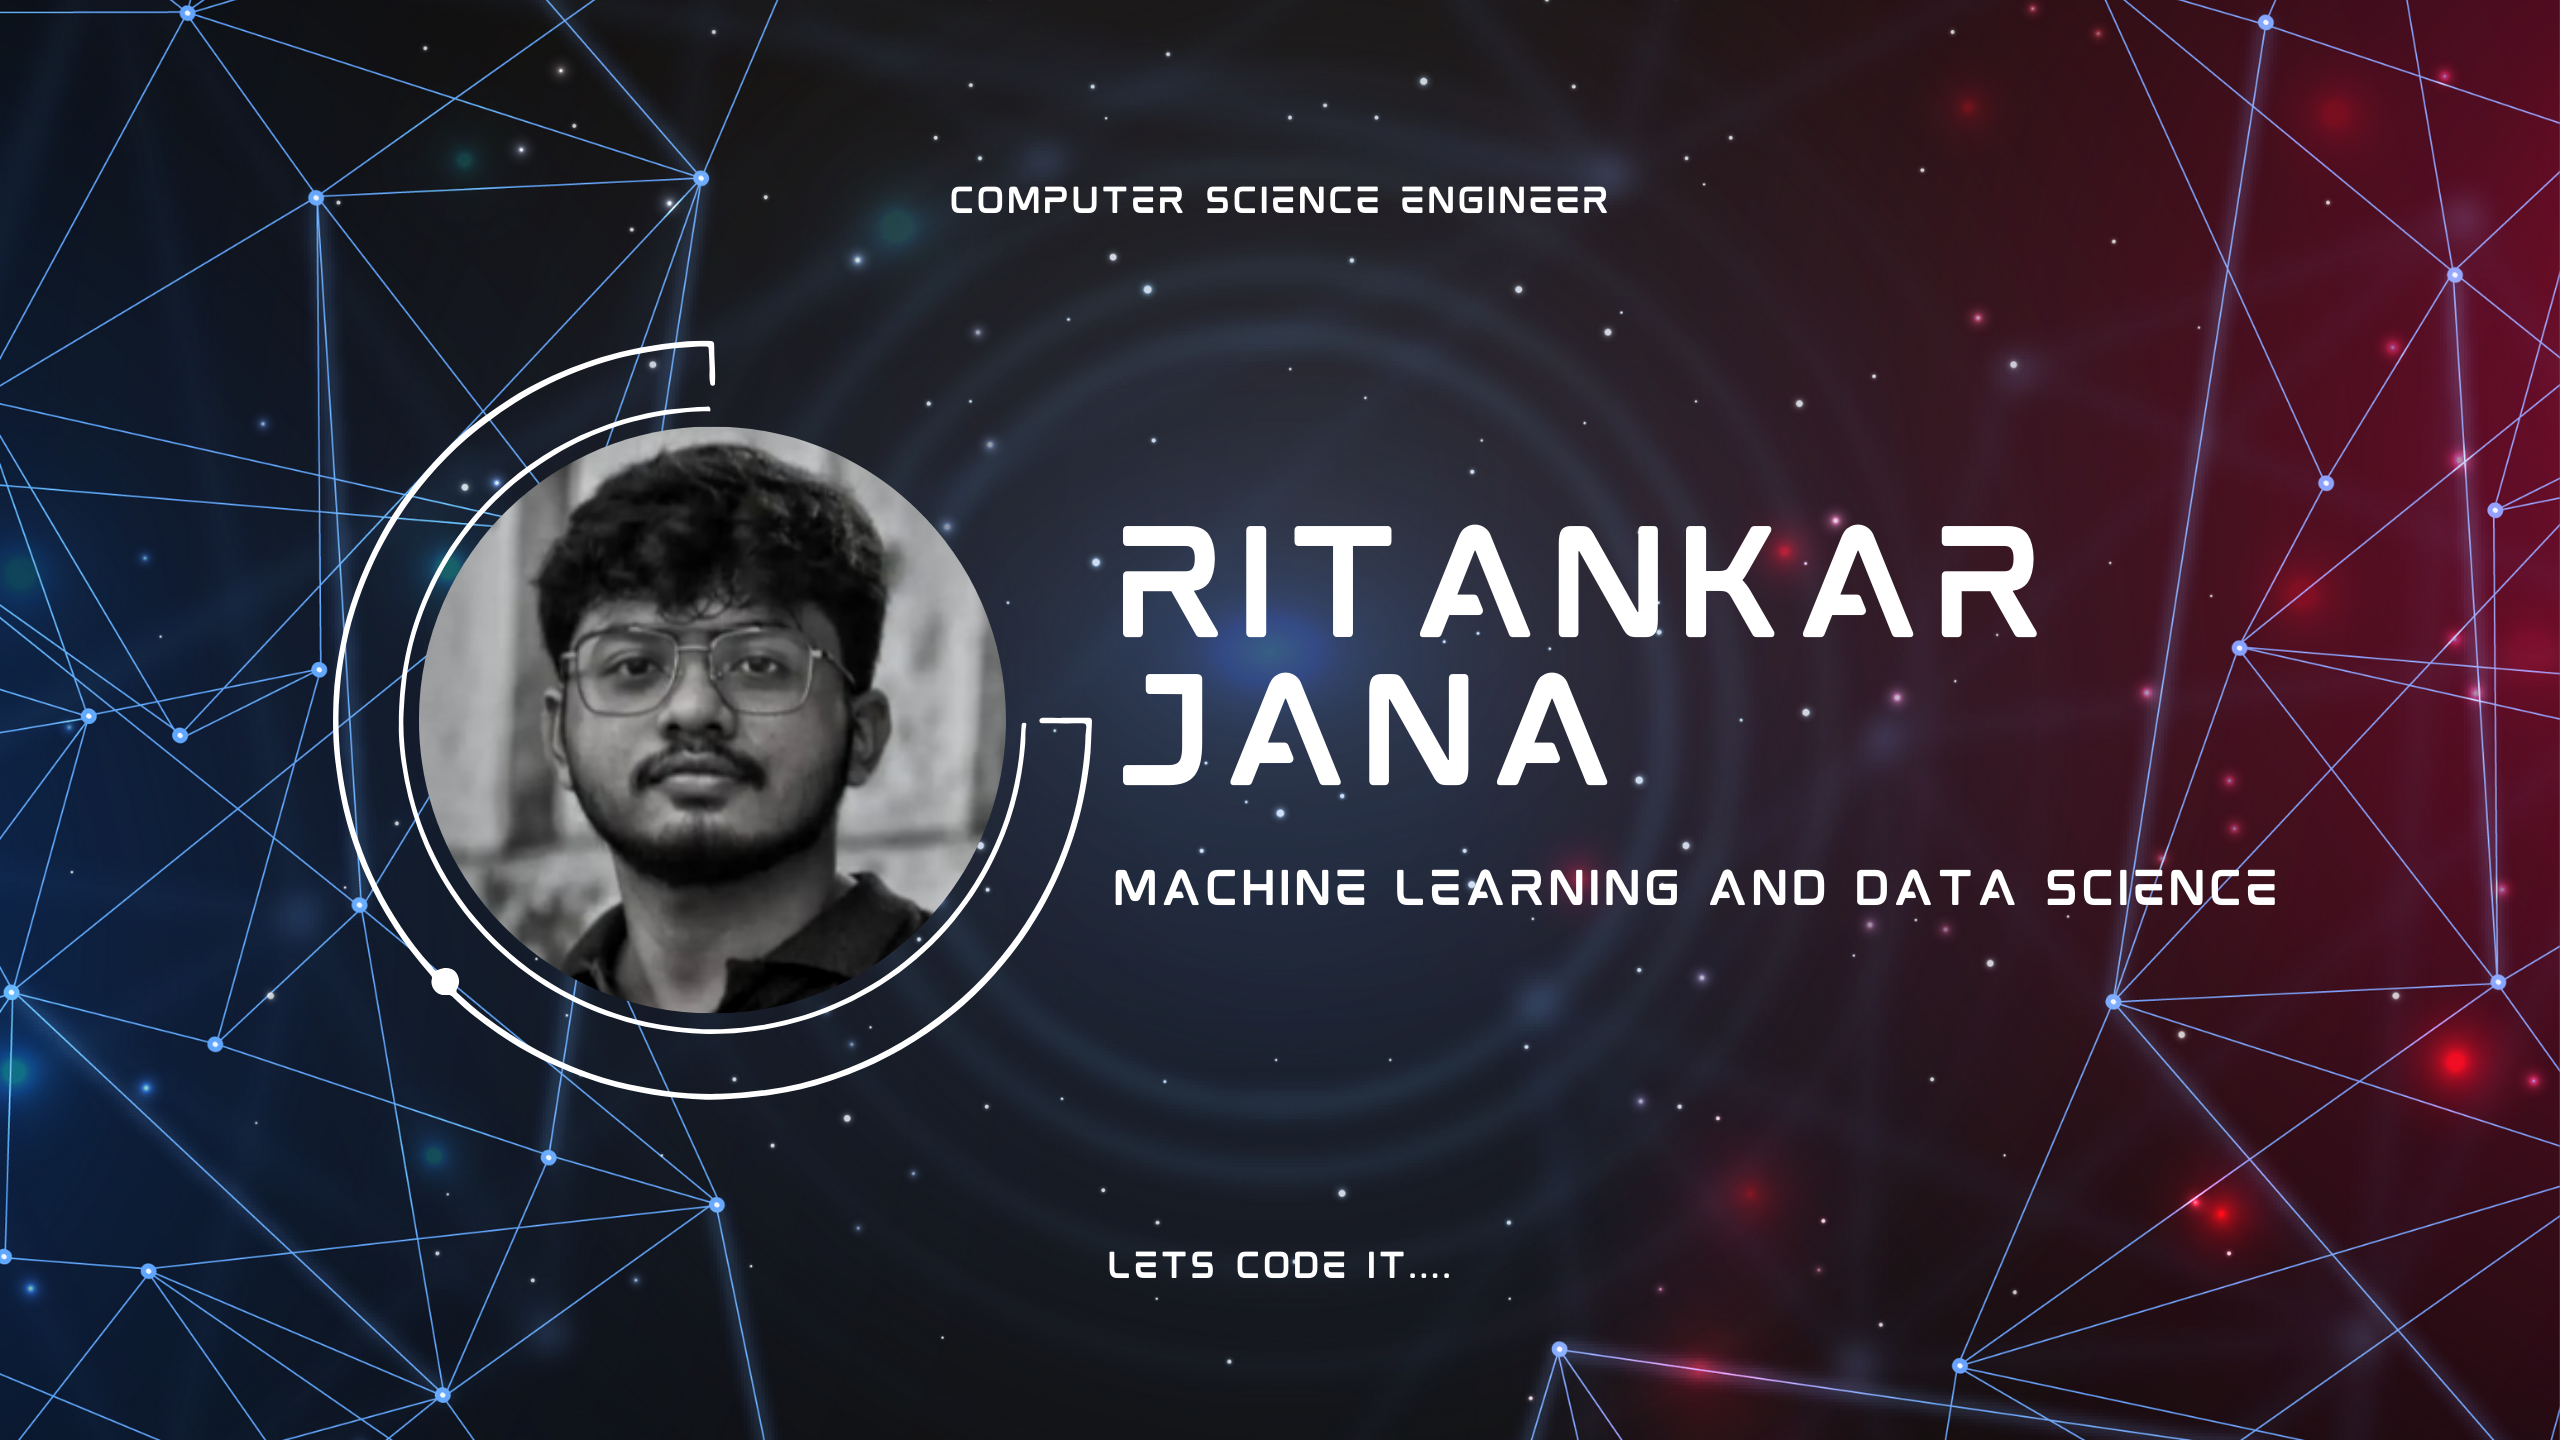 COMPUTER SCIENCE ENGINEER
RITANKAR
JANA
MACHINE LEARNING AND DATA SCIENCE
LETS CODE IT....